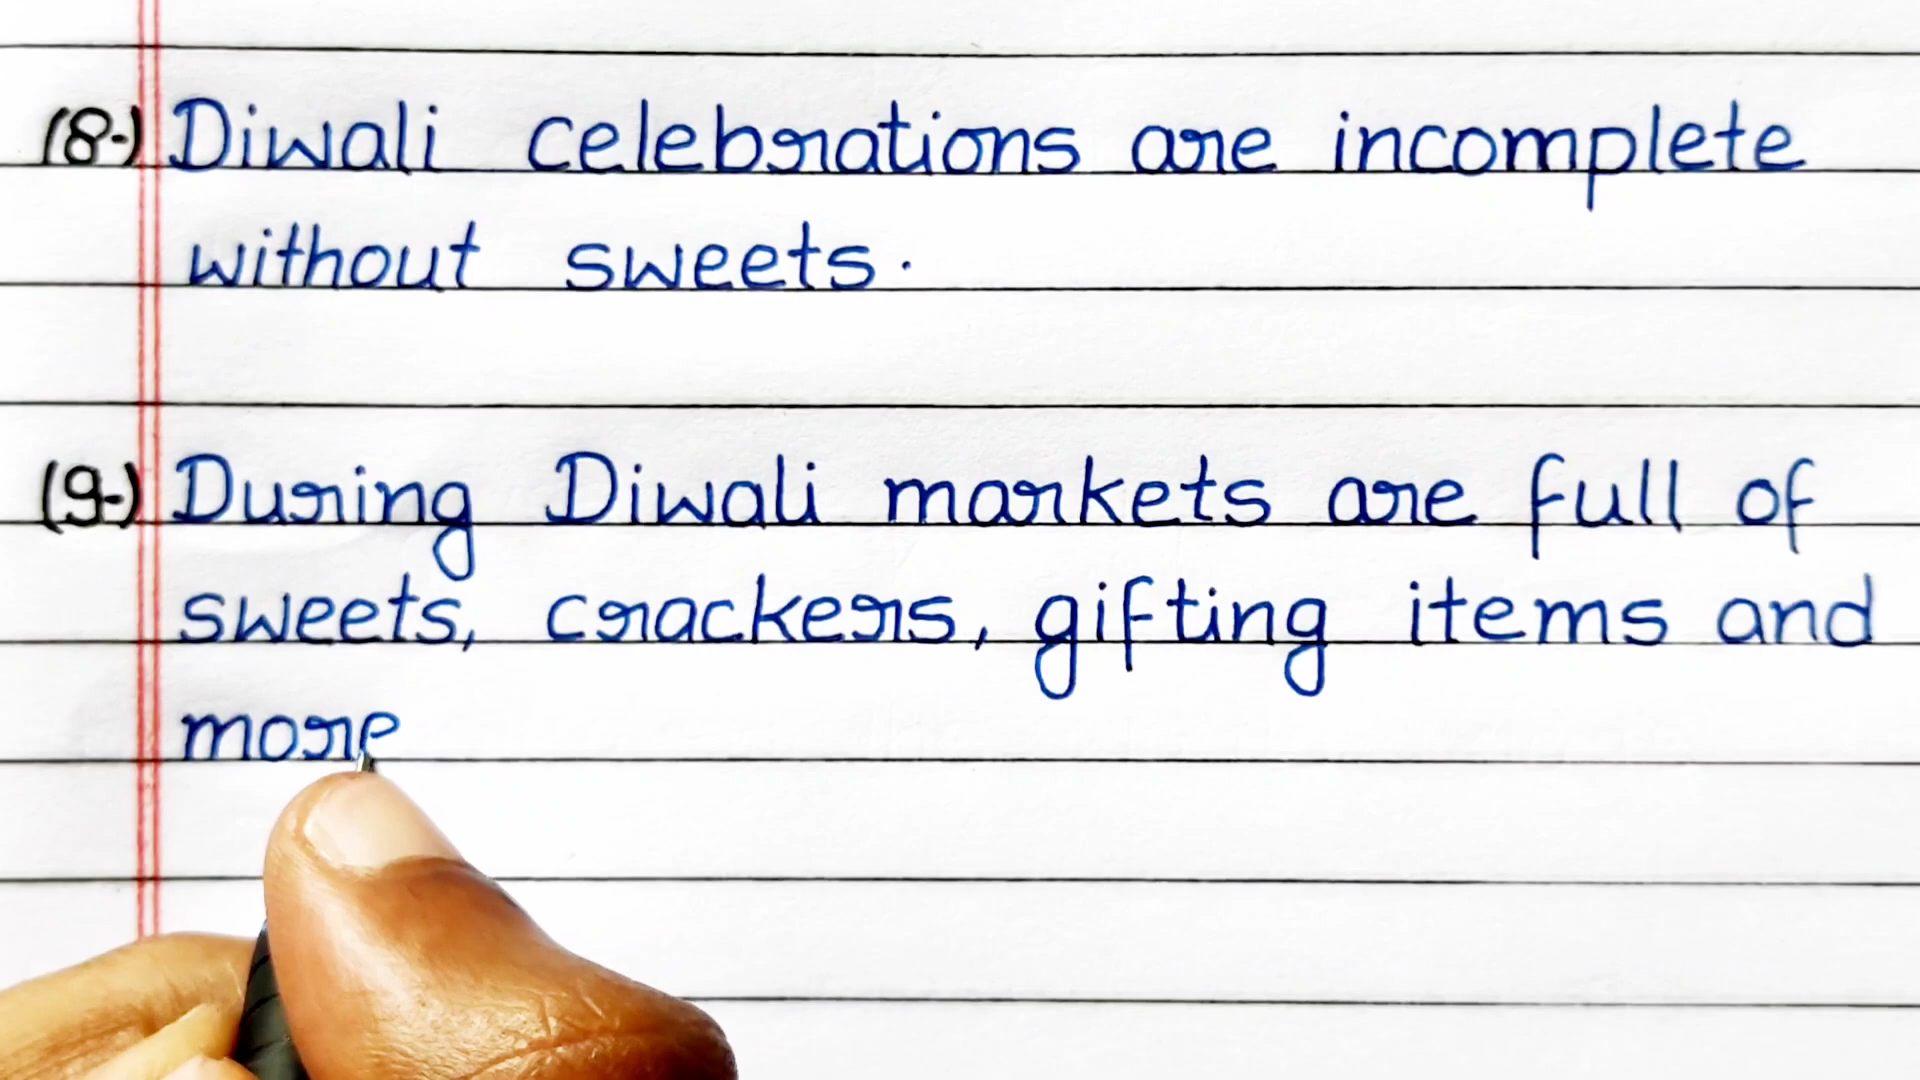 (8.) Diwali celebrations are incomplete
without sweets.
(9.) During Diwali markets are full of
sweets, crackers, gifting items and
more